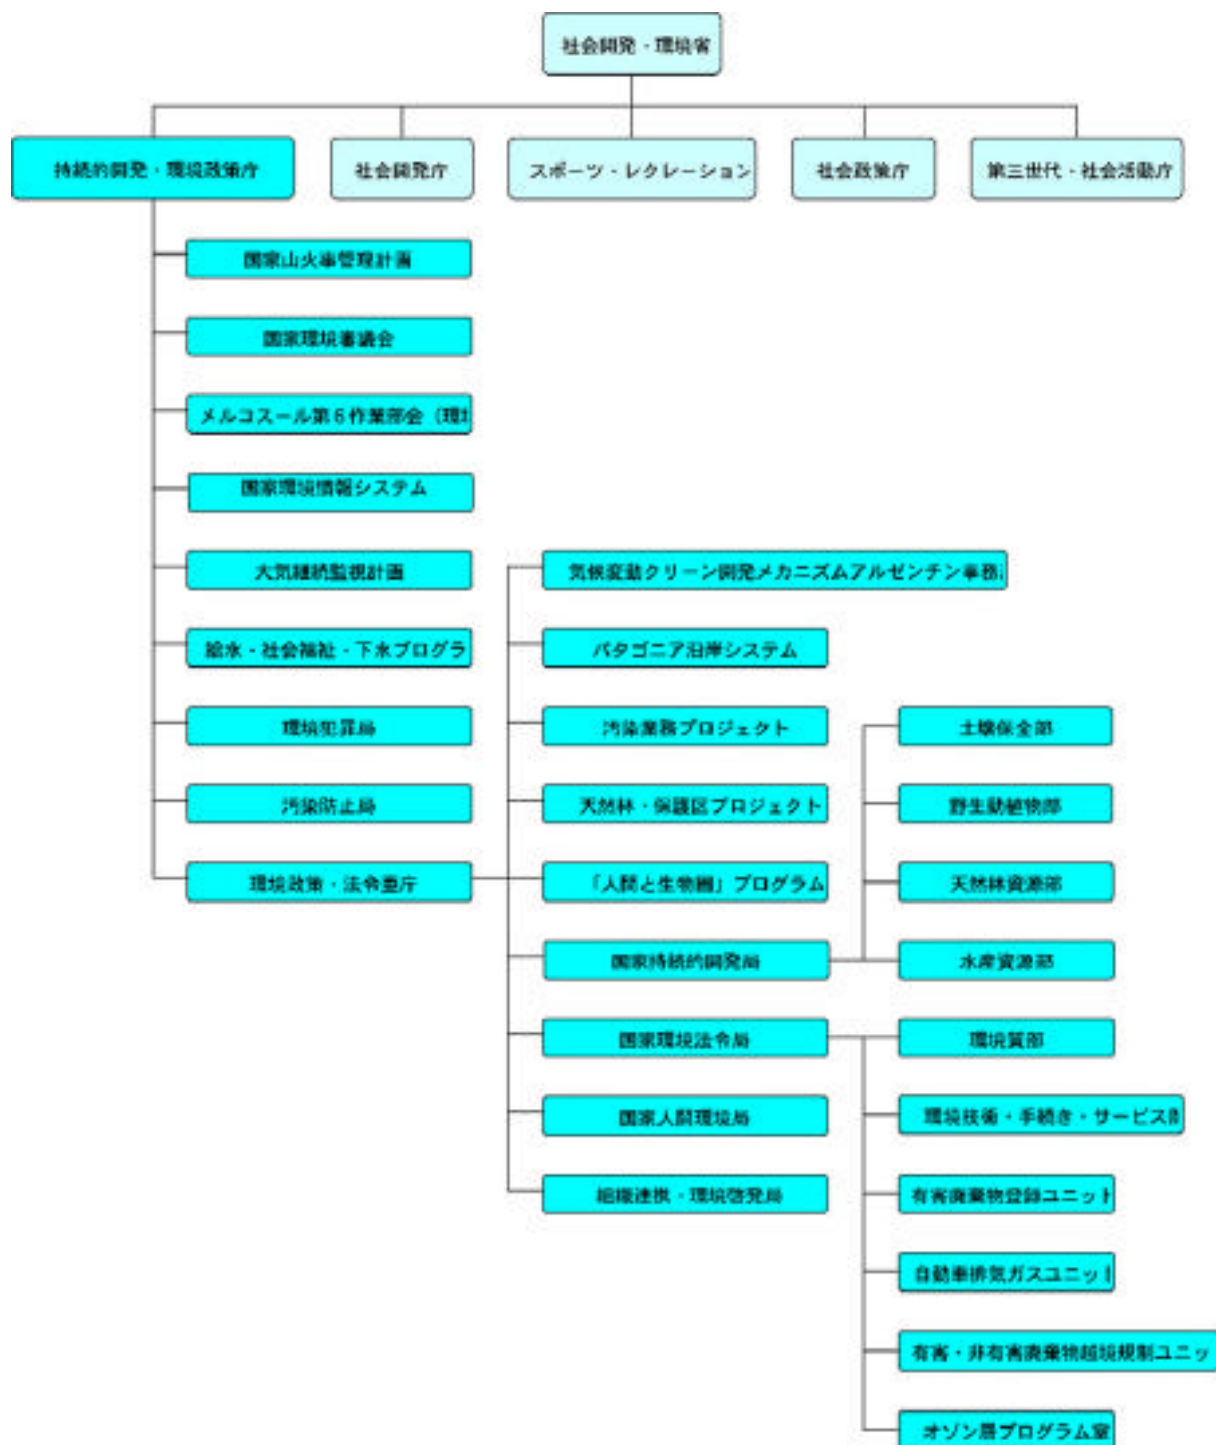 社会開発・環境省
持続的開発・環境政策庁
社会開発庁
スポーツ・レクレーション
社会政策庁
第三世代・社会活動庁
国家山火事管理計画
国家環境審議会
メルコスール第6作業部会（環境
国家環境情報システム
大気継続監視計画
給水・社会福祉・下水プログラ
環境犯罪局
汚染防止局
環境政策・法令亜庁
気候変動クリーン開発メカニズムアルゼンチン事務
パタゴニア沿岸システム
汚染業務プロジェクト
天然林・保護区プロジェクト
「人間と生物圏」プログラム
国家持続的開発局
国家環境法令局
国家人間環境局
組織連携・環境啓発局
土壌保全部
野生動植物部
天然林資源部
水産資源部
環境質部
環境技術・手続き・サービス部
有害廃棄物登録ユニット
自動車排気ガスユニット
有害・非有害廃棄物越境規制ユニッ
オゾン層プログラム室